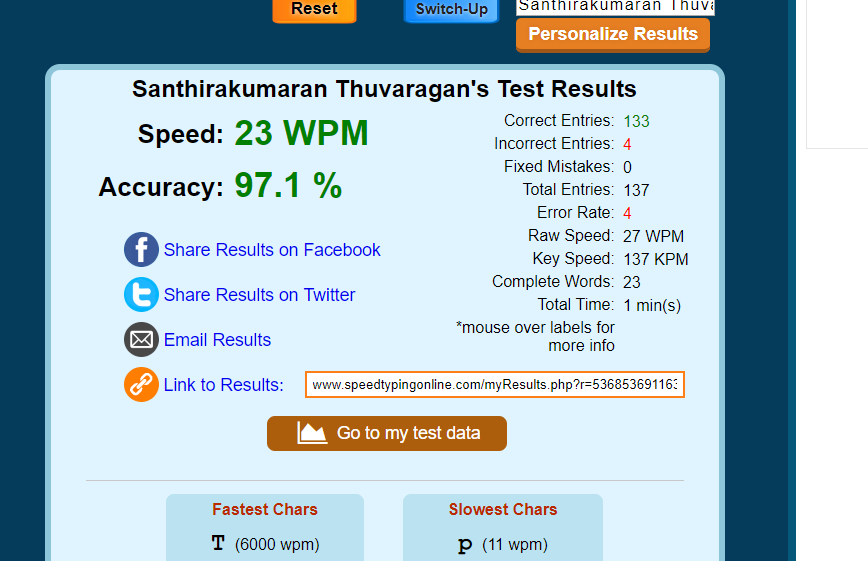 Reset
Switch-Up
Santhirakumaran Thuva
Personalize Results
Santhirakumaran Thuvaragan's Test Results
Speed: 23 WPM
Accuracy: 97.1 %
Correct Entries: 133
Incorrect Entries: 4
Fixed Mistakes: 0
Total Entries: 137
Error Rate: 4
Raw Speed: 27 WPM
Key Speed: 137 KPM
Complete Words: 23
Total Time: 1 min(s)
*mouse over labels for
more info
Share Results on Facebook
Share Results on Twitter
Email Results
Link to Results: www.speedtypingonline.com/myResults.php?r=536853691163
Go to my test data
Fastest Chars
T (6000 wpm)
Slowest Chars
p (11 wpm)